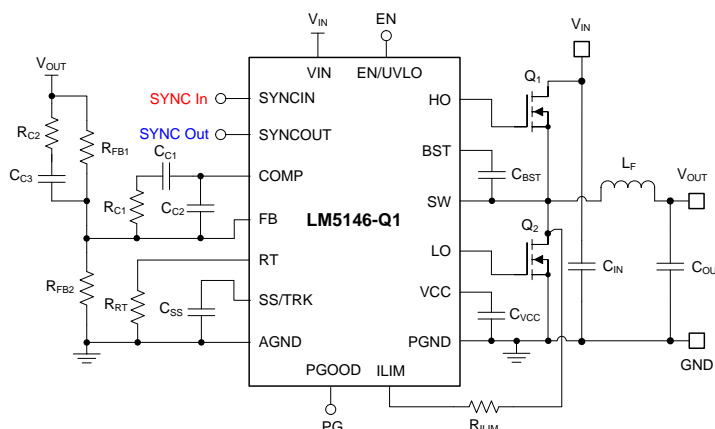 VIN
EN
VIN
VOUT
VIN
EN/UVLO
Q1
SYNC In
SYNCIN
HO
RC2
RFB1
SYNC Out
SYNCOUT
BST
CC1
CC3
COMP
CBST
LF
VOUT
RC1
CC2
SW
FB
LM5146-Q1
Q2
RT
LO
RFB2
RRT
CSS
SS/TRK
VCC
CIN
CVCC
AGND
PGND
GND
PGOOD
ILIM
PG
RILIM